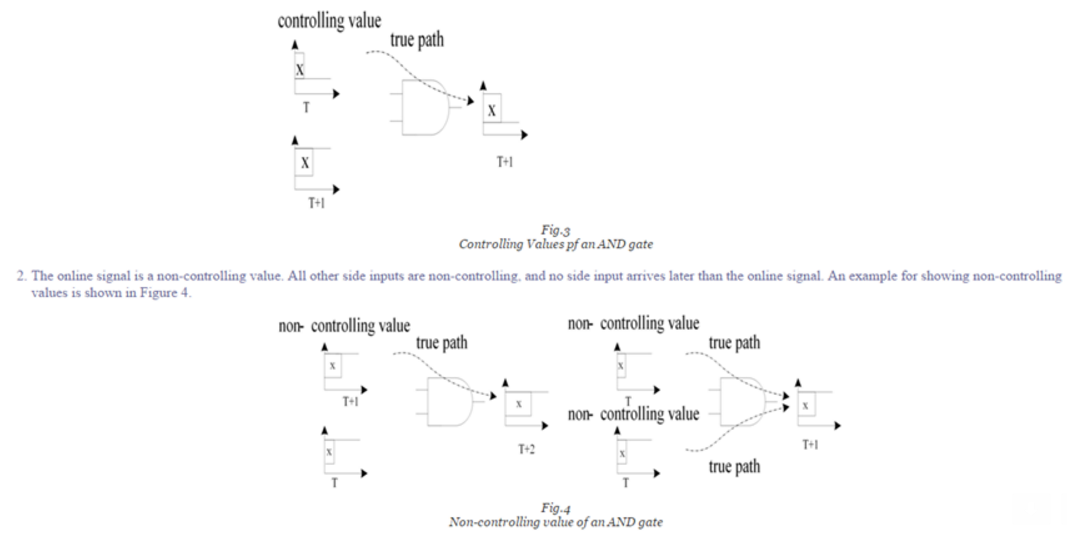 controlling value
true path
X
T
X
X
T+1
T+1
Fig.3
Controlling Values pf an AND gate
2. The online signal is a non-controlling value. All other side inputs are non-controlling, and no side input arrives later than the online signal. An example for showing non-controlling
values is shown in Figure 4.
non- controlling value
true path
x
T+1
x
T+2
x
T
non- controlling value
true path
x
T
non- controlling value
x
T+1
x
T
true path
Fig.4
Non-controlling value of an AND gate